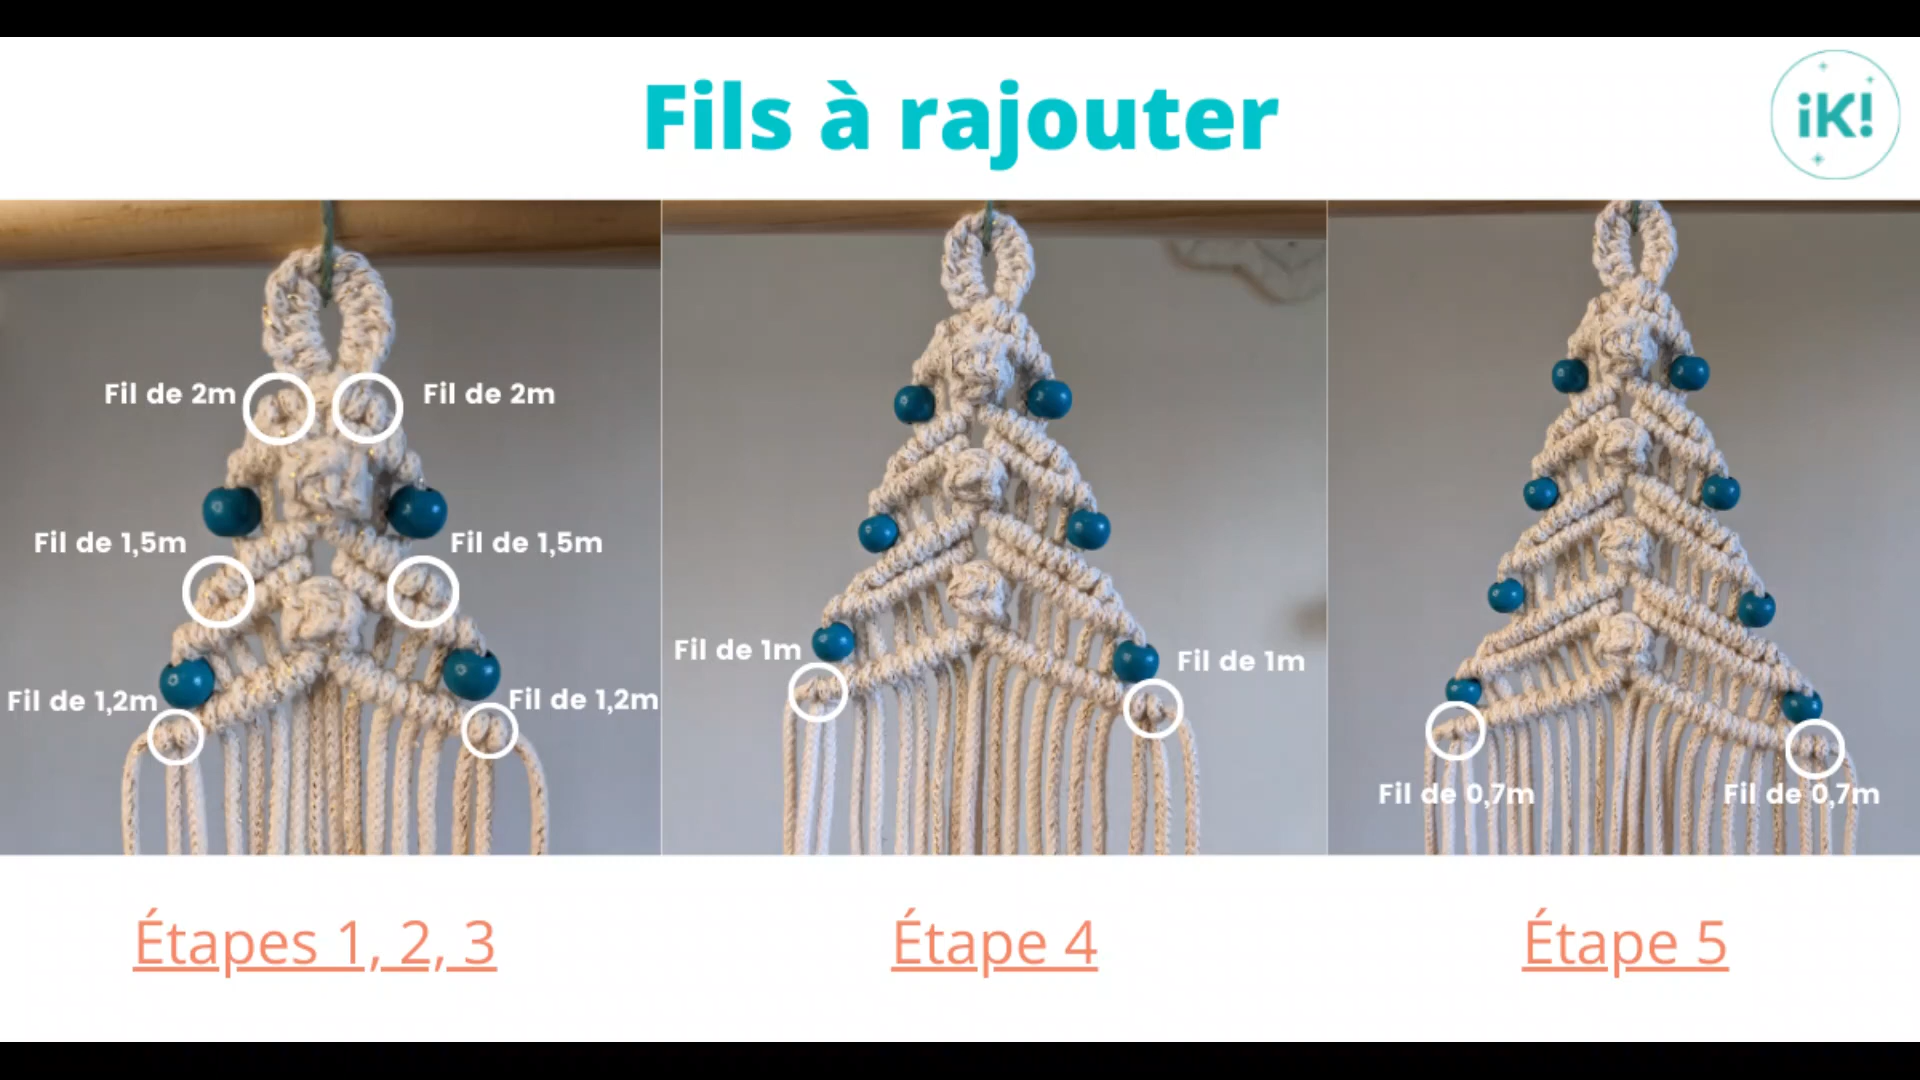 Fils à rajouter
iK!
Fil de 2m
Fil de 2m
Fil de 1,5m
Fil de 1,5m
Fil de 1,2m
Fil de 1,2m
Fil de 1m
Fil de 1m
Fil de 0,7m
Fil de 0,7m
Étapes 1, 2, 3
Étape 4
Étape 5